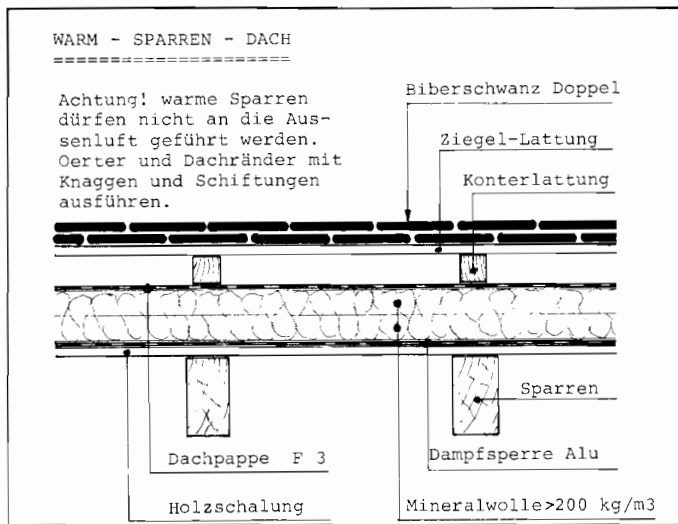 WARM - SPARREN - DACH
Achtung! warme Sparren
dürfen nicht an die Aus-
senluft geführt werden.
Oerter und Dachränder mit
Knaggen und Schiftungen
ausführen.
Biberschwanz Doppel
Ziegel-Lattung
Konterlattung
Sparren
Dachpappe F 3
Dampfsperre Alu
Holzschalung
Mineralwolle>200 kg/m3